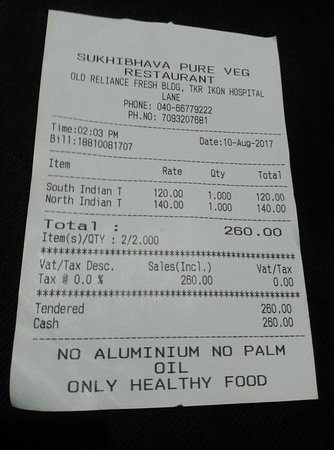 SUKHIBHAVA PURE VEG
RESTAURANT
OLD RELIANCE FRESH BLDG, TKR IKON HOSPITAL
LANE
PHONE: 040-66779222
PH.NO: 7093207681
Time:02:03 PM Date:10-Aug-2017
Bill:18810081707
Item Rate Qty Total
South Indian T 120.00 1.000 120.00
North Indian T 140.00 1.000 140.00
Total : 260.00
Item(s)/QTY : 2/2.000
Vat/Tax Desc. Sales(Incl.) Vat/Tax
Tax @ 0.0 % 260.00 0.00
Tendered 260.00
Cash 260.00
NO ALUMINIUM NO PALM
OIL
ONLY HEALTHY FOOD